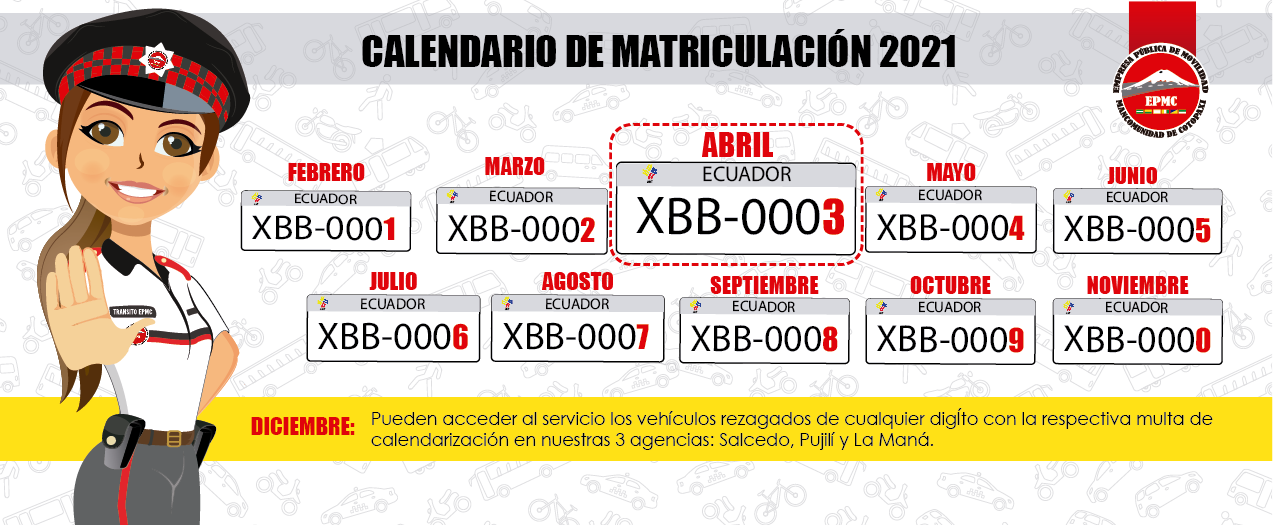 CALENDARIO DE MATRICULACIÓN 2021
EMPRESA PÚBLICA DE MOVILIDAD
EPMC
MANCOMUNIDAD DE COTOPAXI
FEBRERO
ECUADOR
XBB-0001
MARZO
ECUADOR
XBB-0002
ABRIL
ECUADOR
XBB-0003
MAYO
ECUADOR
XBB-0004
JUNIO
ECUADOR
XBB-0005
JULIO
ECUADOR
XBB-0006
AGOSTO
ECUADOR
XBB-0007
SEPTIEMBRE
ECUADOR
XBB-0008
OCTUBRE
ECUADOR
XBB-0009
NOVIEMBRE
ECUADOR
XBB-0000
TRANSITO EPMC
DICIEMBRE: Pueden acceder al servicio los vehículos rezagados de cualquier digíto con la respectiva multa de
calendarización en nuestras 3 agencias: Salcedo, Pujilí y La Maná.